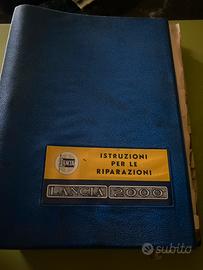 LANCIA
ISTRUZIONI
PER LE
RIPARAZIONI
LANCIA 2000
subito